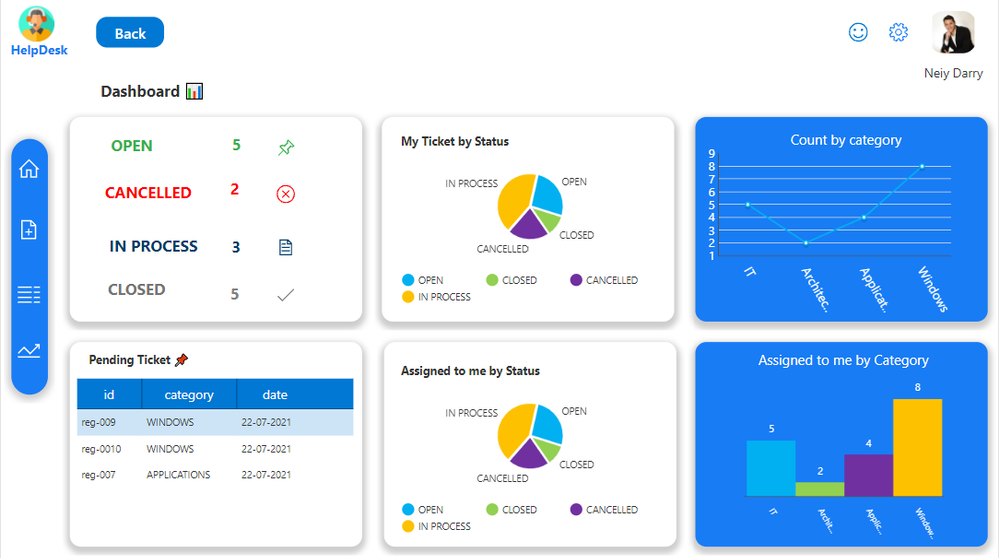 HelpDesk
Back
Neiy Darry
Dashboard
OPEN 5
CANCELLED 2
IN PROCESS 3
CLOSED 5
My Ticket by Status
IN PROCESS
OPEN
CLOSED
CANCELLED
OPEN CLOSED CANCELLED
IN PROCESS
Count by category
9
8
7
6
5
4
3
2
1
IT Architec.. Applicat.. Windows
Pending Ticket
id category date
reg-009 WINDOWS 22-07-2021
reg-0010 WINDOWS 22-07-2021
reg-007 APPLICATIONS 22-07-2021
Assigned to me by Status
IN PROCESS
OPEN
CLOSED
CANCELLED
OPEN CLOSED CANCELLED
IN PROCESS
Assigned to me by Category
5 2 4 8
IT Archit.. Applic.. Window..